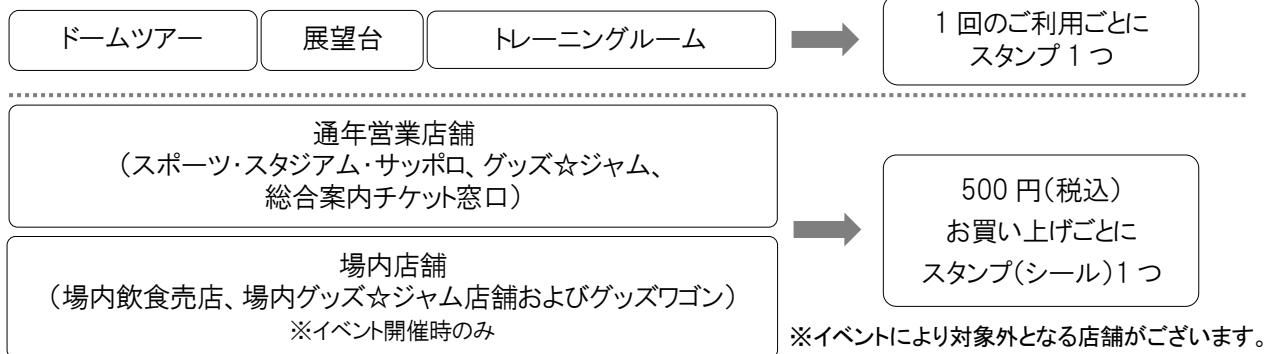 ドームツアー
展望台
トレーニングルーム
1 回のご利用ごとに
スタンプ 1 つ
通年営業店舗
（スポーツ・スタジアム・サッポロ、グッズ☆ジャム、
総合案内チケット窓口）
場内店舗
（場内飲食売店、場内グッズ☆ジャム店舗およびグッズワゴン）
※イベント開催時のみ
500 円（税込）
お買い上げごとに
スタンプ（シール）1 つ
※イベントにより対象外となる店舗がございます。